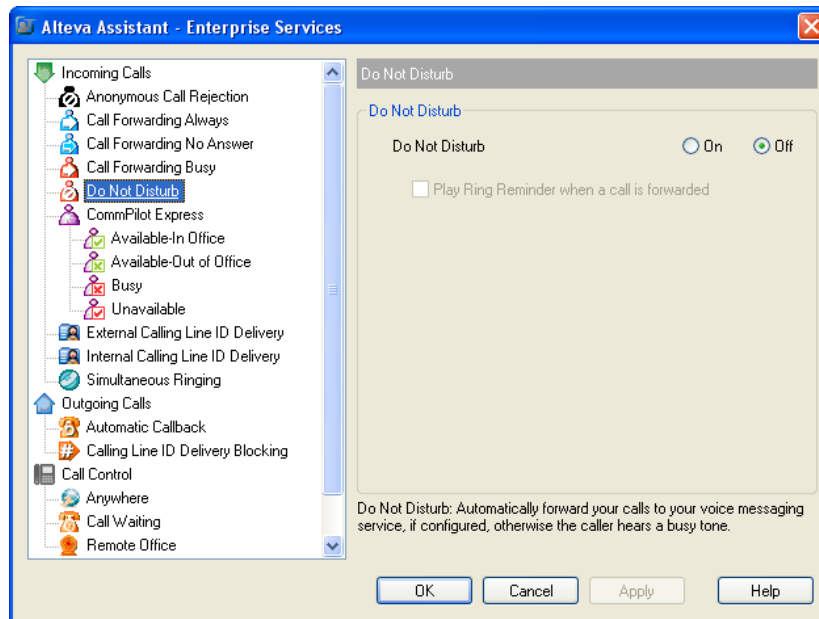 Alteva Assistant - Enterprise Services
Incoming Calls
Anonymous Call Rejection
Call Forwarding Always
Call Forwarding No Answer
Call Forwarding Busy
Do Not Disturb
CommPilot Express
Available-In Office
Available-Out of Office
Busy
Unavailable
External Calling Line ID Delivery
Internal Calling Line ID Delivery
Simultaneous Ringing
Outgoing Calls
Automatic Callback
Calling Line ID Delivery Blocking
Call Control
Anywhere
Call Waiting
Remote Office
Do Not Disturb
Do Not Disturb
Do Not Disturb On Off
Play Ring Reminder when a call is forwarded
Do Not Disturb: Automatically forward your calls to your voice messaging
service, if configured, otherwise the caller hears a busy tone.
OK Cancel Apply Help